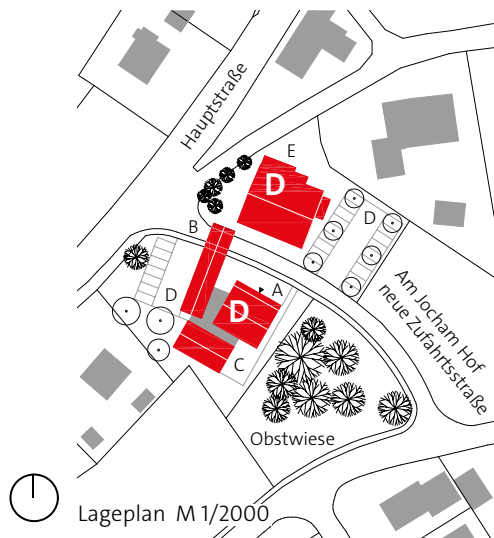 Hauptstraße
E
D
D
B
A
D
D
C
Am Jocham Hof
neue Zufahrtsstraße
Obstwiese
Lageplan M 1/2000